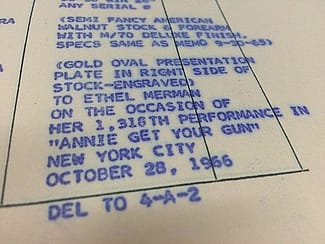 ANY SERIAL #
(SEMI FANCY AMERICAN
WALNUT STOCK & FOREARM
WITH M/70 DELUXE FINISH.
SPECS SAME AS MEMO 9-30-65)
(GOLD OVAL PRESENTATION
PLATE IN RIGHT SIDE OF
STOCK-ENGRAVED)
TO ETHEL MERMAN
ON THE OCCASION OF
HER 1,318TH PERFORMANCE IN
"ANNIE GET YOUR GUN"
NEW YORK CITY
OCTOBER 28, 1966
DEL TO 4-A-2